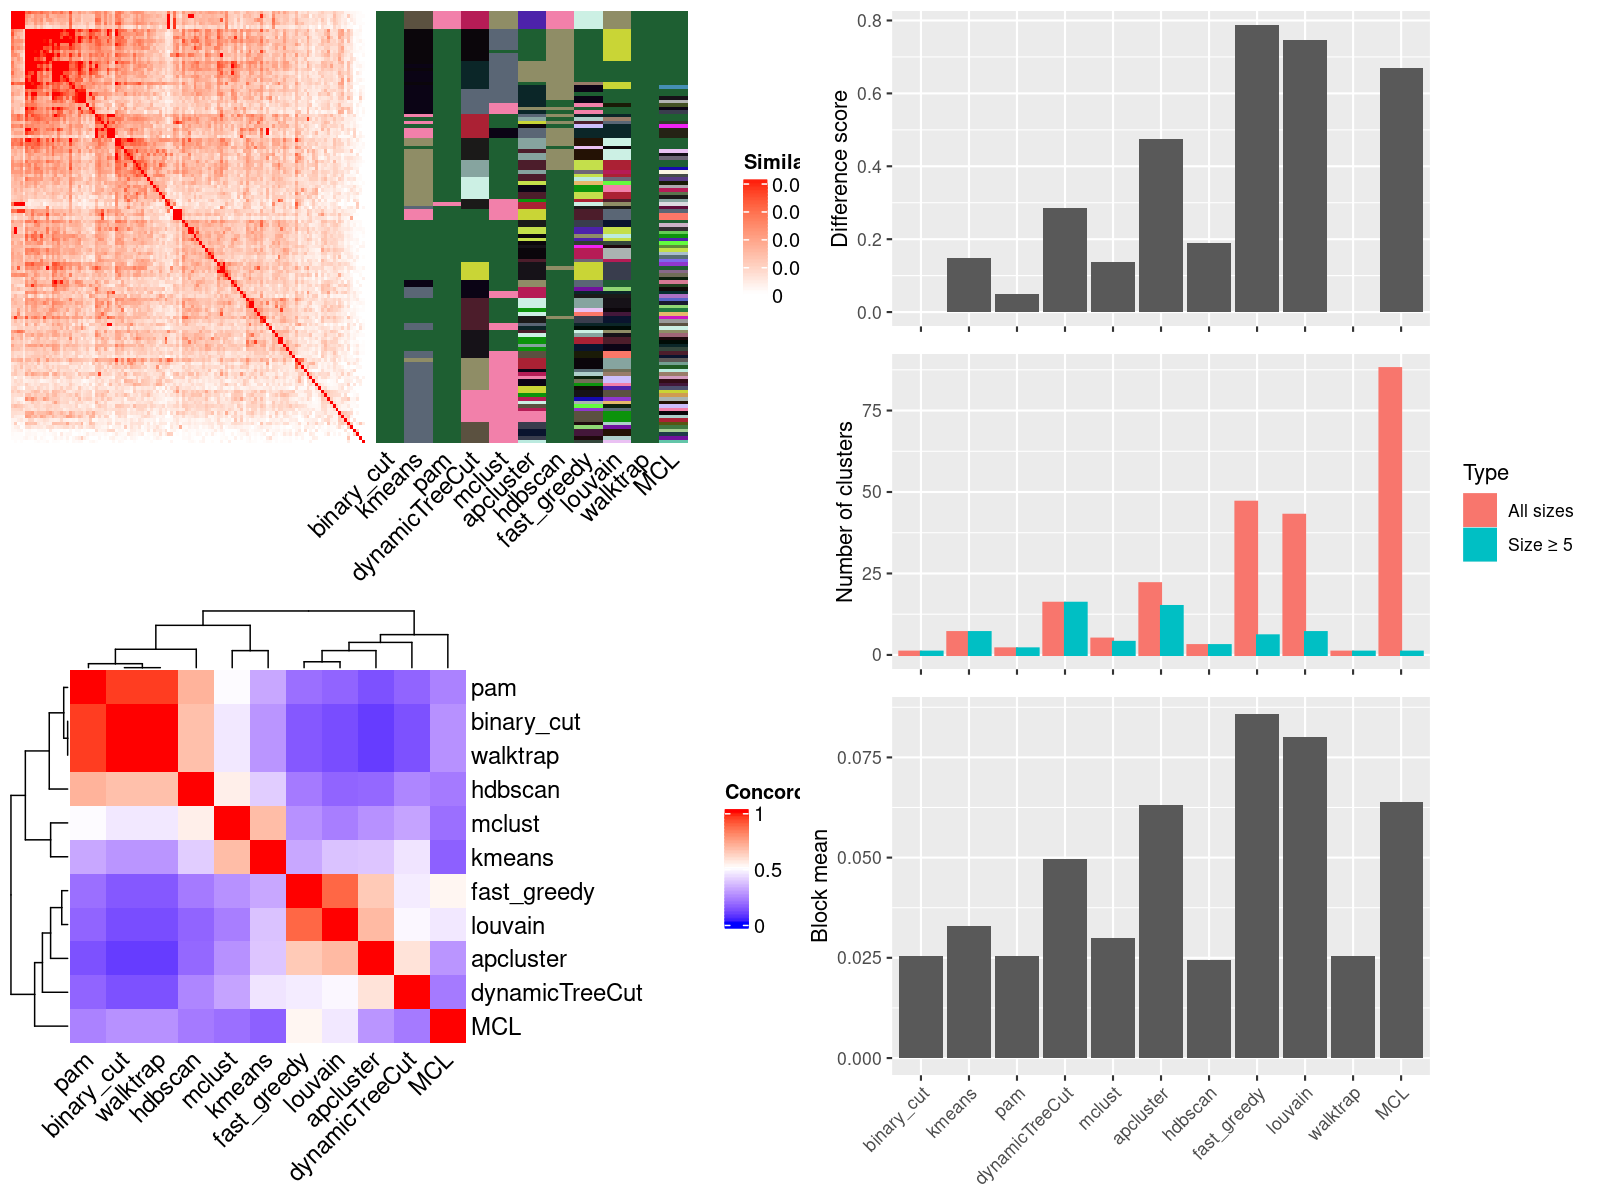 Simila
0.0
0.0
0.0
0.0
0
binary_cut
kmeans
pam
dynamicTreeCut
mclust
apcluster
hdbscan
fast_greedy
louvain
walktrap
MCL
pam
binary_cut
walktrap
hdbscan
mclust
kmeans
fast_greedy
louvain
apcluster
dynamicTreeCut
MCL
pam
binary_cut
walktrap
hdbscan
mclust
kmeans
fast_greedy
louvain
apcluster
dynamicTreeCut
MCL
Concord
1
0.5
0
Difference score
0.8
0.6
0.4
0.2
0.0
Number of clusters
75
50
25
0
Type
All sizes
Size ≥ 5
Block mean
0.075
0.050
0.025
0.000
binary_cut
kmeans
pam
dynamicTreeCut
mclust
apcluster
hdbscan
fast_greedy
louvain
walktrap
MCL